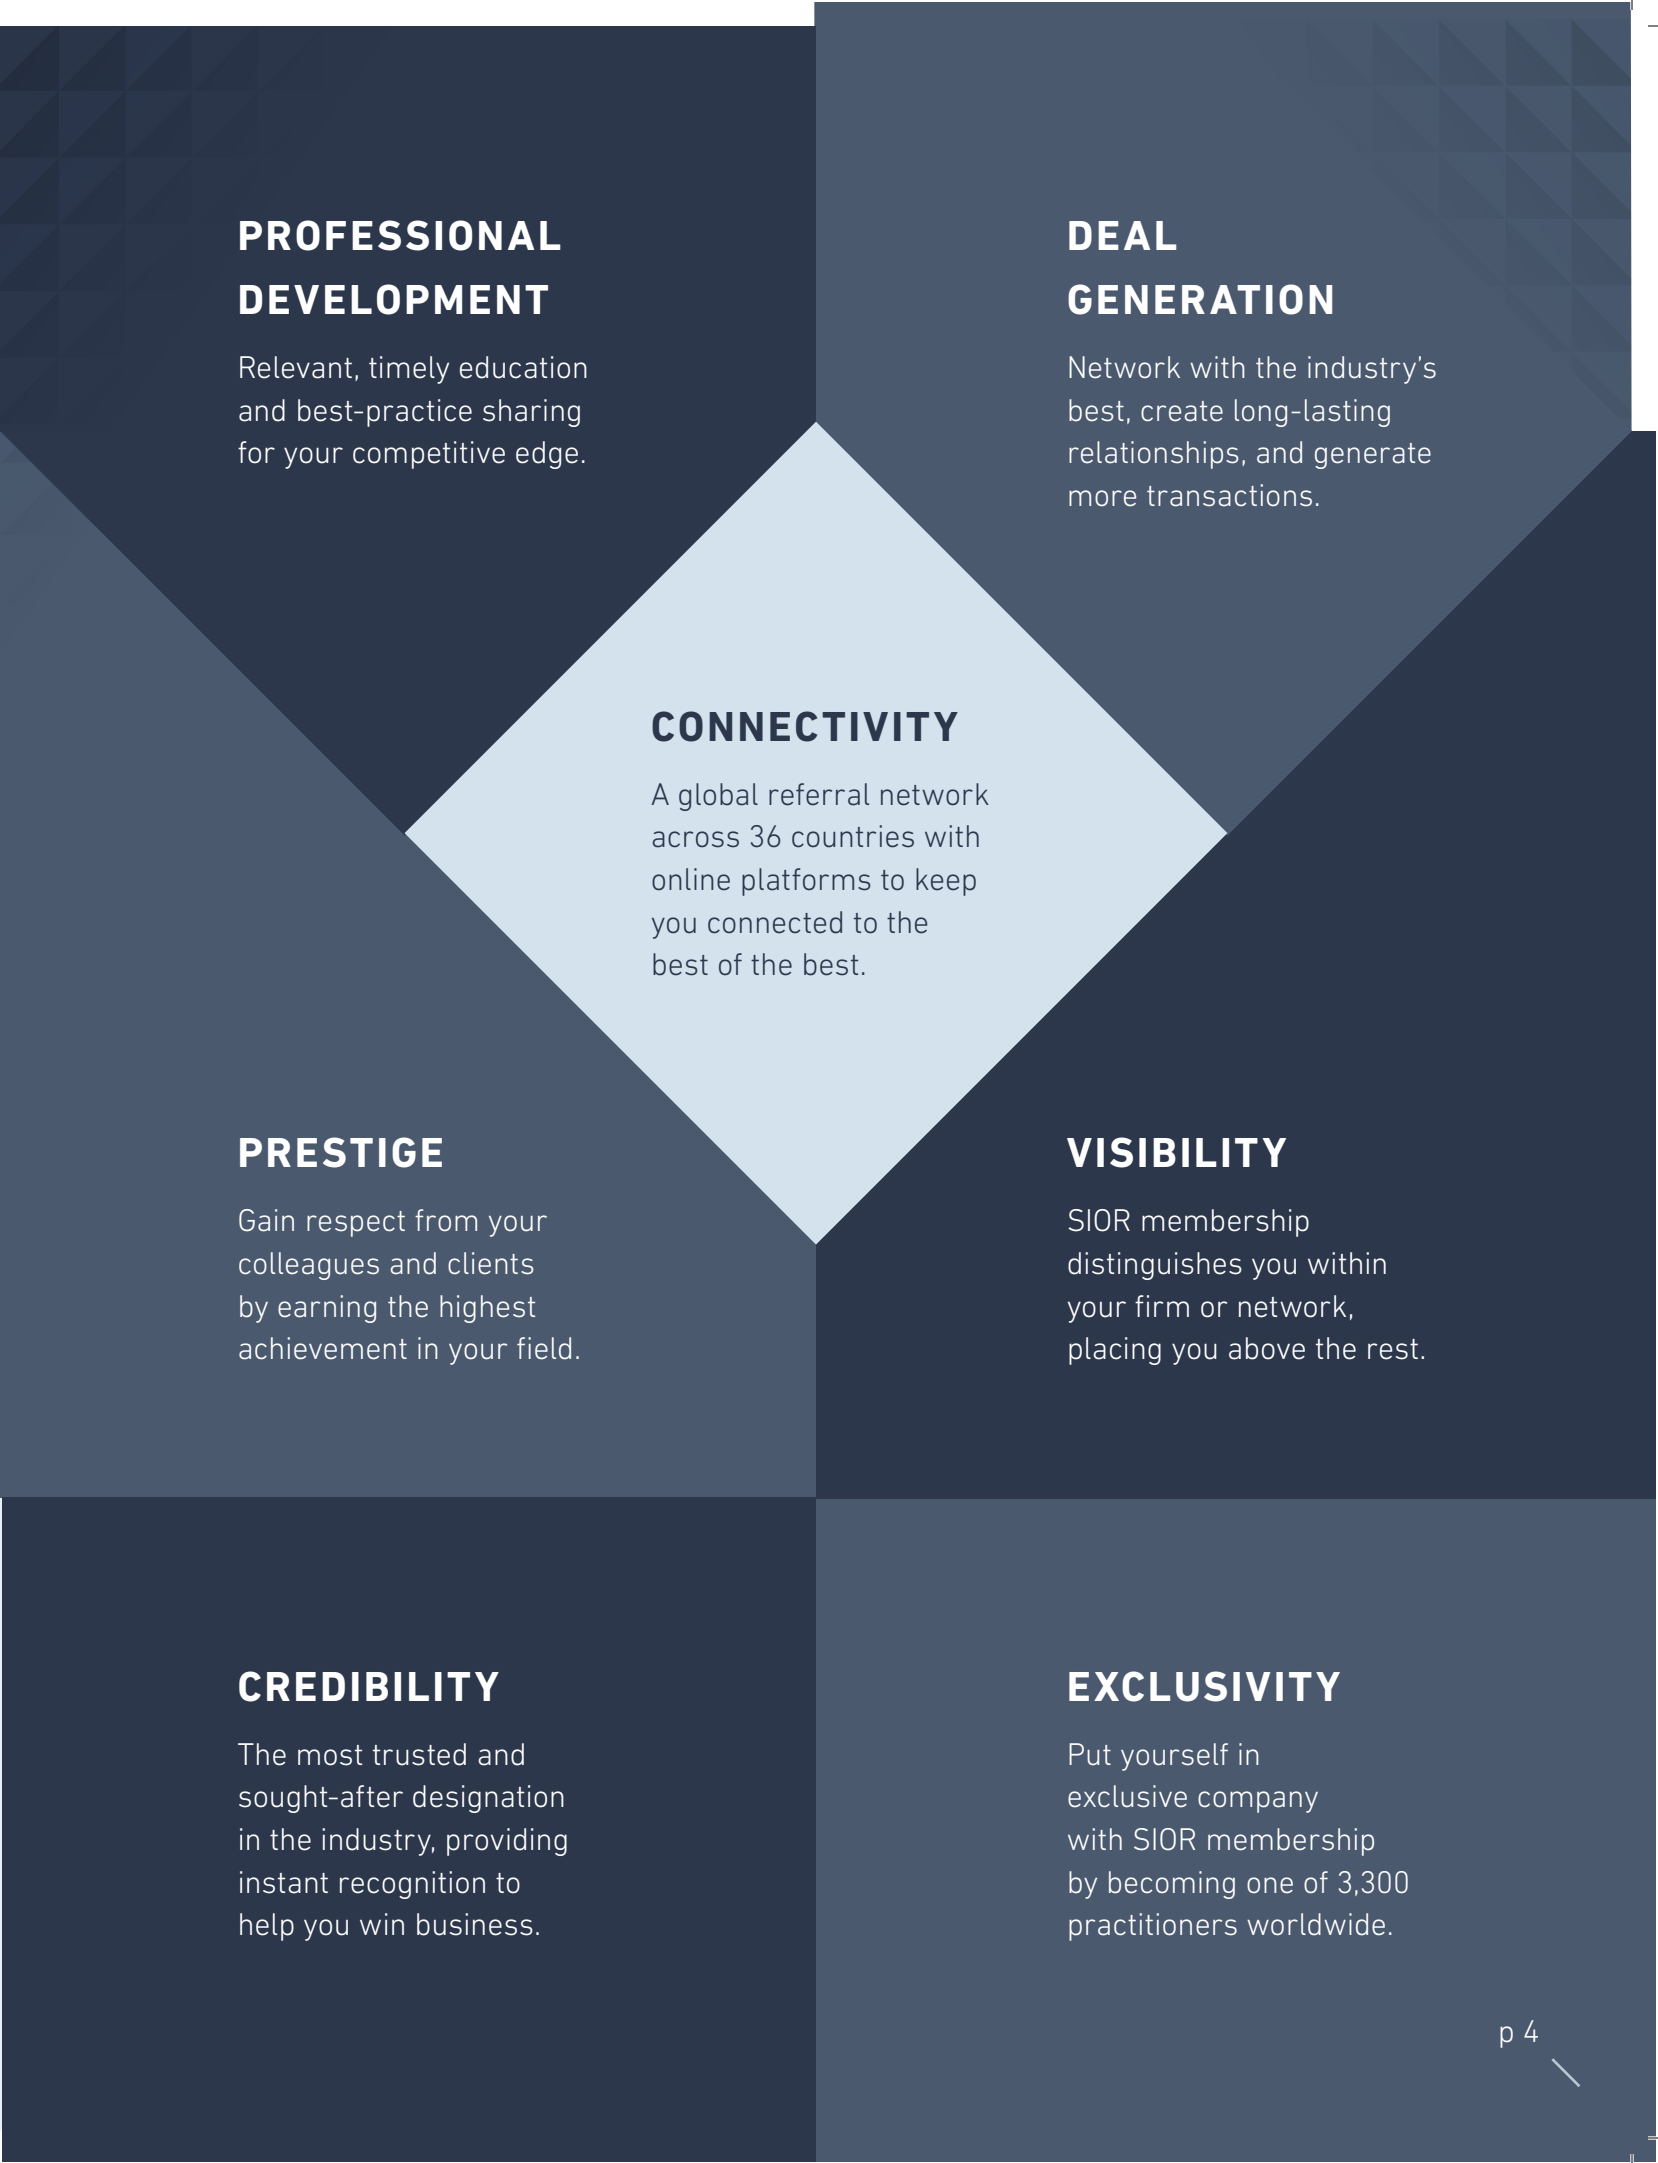 PROFESSIONAL
DEVELOPMENT
Relevant, timely education
and best-practice sharing
for your competitive edge.
DEAL
GENERATION
Network with the industry’s
best, create long-lasting
relationships, and generate
more transactions.
CONNECTIVITY
A global referral network
across 36 countries with
online platforms to keep
you connected to the
best of the best.
PRESTIGE
Gain respect from your
colleagues and clients
by earning the highest
achievement in your field.
VISIBILITY
SIOR membership
distinguishes you within
your firm or network,
placing you above the rest.
CREDIBILITY
The most trusted and
sought-after designation
in the industry, providing
instant recognition to
help you win business.
EXCLUSIVITY
Put yourself in
exclusive company
with SIOR membership
by becoming one of 3,300
practitioners worldwide.
p 4